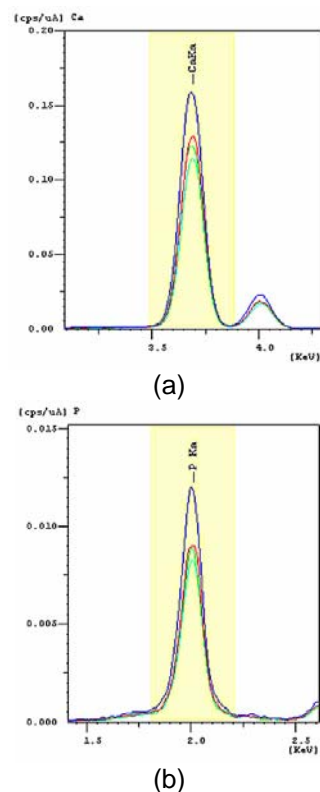 [cps/uA] Ca
0.20
0.15
0.10
0.05
0.00
CaKa
3.5 4.0
[KeV]
(a)
[cps/uA] P
0.015
0.010
0.005
0.000
p Ka
1.5 2.0 2.5
[KeV]
(b)